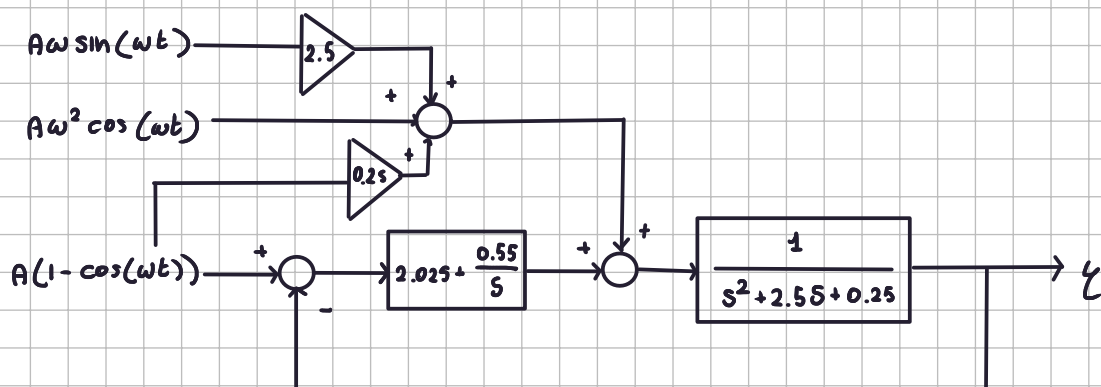 Aω sin(ωt)
2.5
+
+
Aω² cos(ωt)
+
0.25
A(1 - cos(ωt))
+
-
2.025 + 0.55/S
+
+
1
S² + 2.5S + 0.25
y